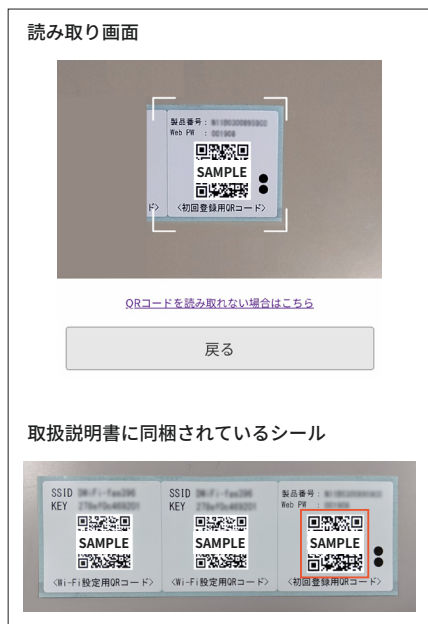 読み取り画面
製品番号：
Web PW ：
SAMPLE
ド>
<初回登録用QRコード>
QRコードを読み取れない場合はこちら
戻る
取扱説明書に同梱されているシール
SSID
KEY
SAMPLE
<Wi-Fi設定用QRコード>
SSID
KEY
SAMPLE
<Wi-Fi設定用QRコード>
製品番号：
Web PW ：
SAMPLE
<初回登録用QRコード>